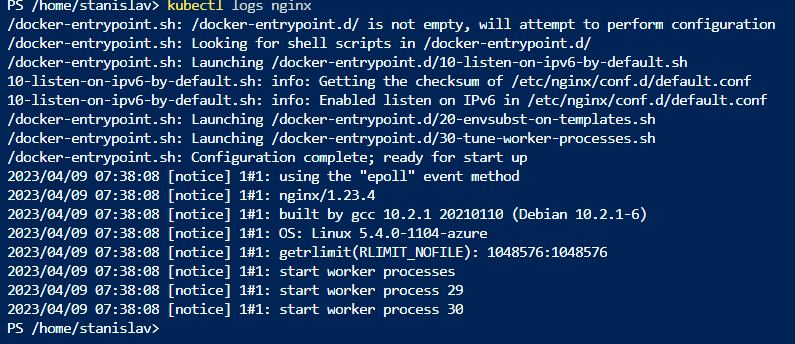 PS /home/stanislav> kubectl logs nginx
/docker-entrypoint.sh: /docker-entrypoint.d/ is not empty, will attempt to perform configuration
/docker-entrypoint.sh: Looking for shell scripts in /docker-entrypoint.d/
/docker-entrypoint.sh: Launching /docker-entrypoint.d/10-listen-on-ipv6-by-default.sh
10-listen-on-ipv6-by-default.sh: info: Getting the checksum of /etc/nginx/conf.d/default.conf
10-listen-on-ipv6-by-default.sh: info: Enabled listen on IPv6 in /etc/nginx/conf.d/default.conf
/docker-entrypoint.sh: Launching /docker-entrypoint.d/20-envsubst-on-templates.sh
/docker-entrypoint.sh: Launching /docker-entrypoint.d/30-tune-worker-processes.sh
/docker-entrypoint.sh: Configuration complete; ready for start up
2023/04/09 07:38:08 [notice] 1#1: using the "epoll" event method
2023/04/09 07:38:08 [notice] 1#1: nginx/1.23.4
2023/04/09 07:38:08 [notice] 1#1: built by gcc 10.2.1 20210110 (Debian 10.2.1-6)
2023/04/09 07:38:08 [notice] 1#1: OS: Linux 5.4.0-1104-azure
2023/04/09 07:38:08 [notice] 1#1: getrlimit(RLIMIT_NOFILE): 1048576:1048576
2023/04/09 07:38:08 [notice] 1#1: start worker processes
2023/04/09 07:38:08 [notice] 1#1: start worker process 29
2023/04/09 07:38:08 [notice] 1#1: start worker process 30
PS /home/stanislav>